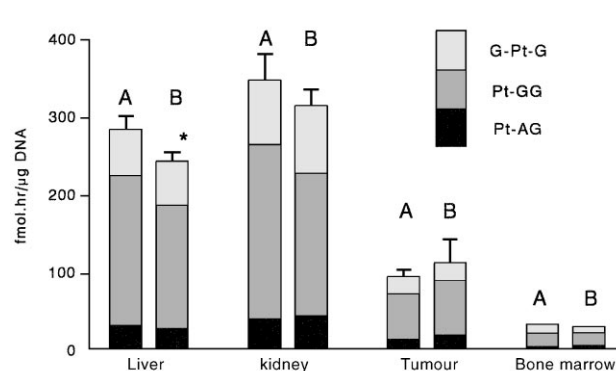 400
300
200
100
0
fmol.hr/µg DNA
A
B
*
A
B
A
B
A
B
G-Pt-G
Pt-GG
Pt-AG
Liver
kidney
Tumour
Bone marrow